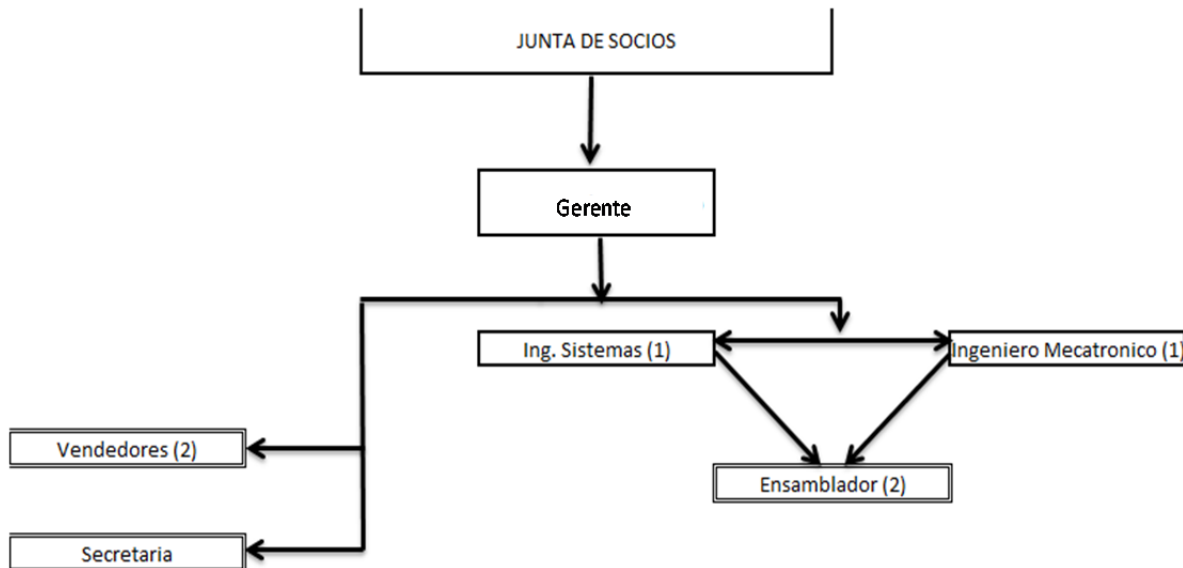 JUNTA DE SOCIOS
Gerente
Ing. Sistemas (1)
Ingeniero Mecatronico (1)
Vendedores (2)
Ensamblador (2)
Secretaria